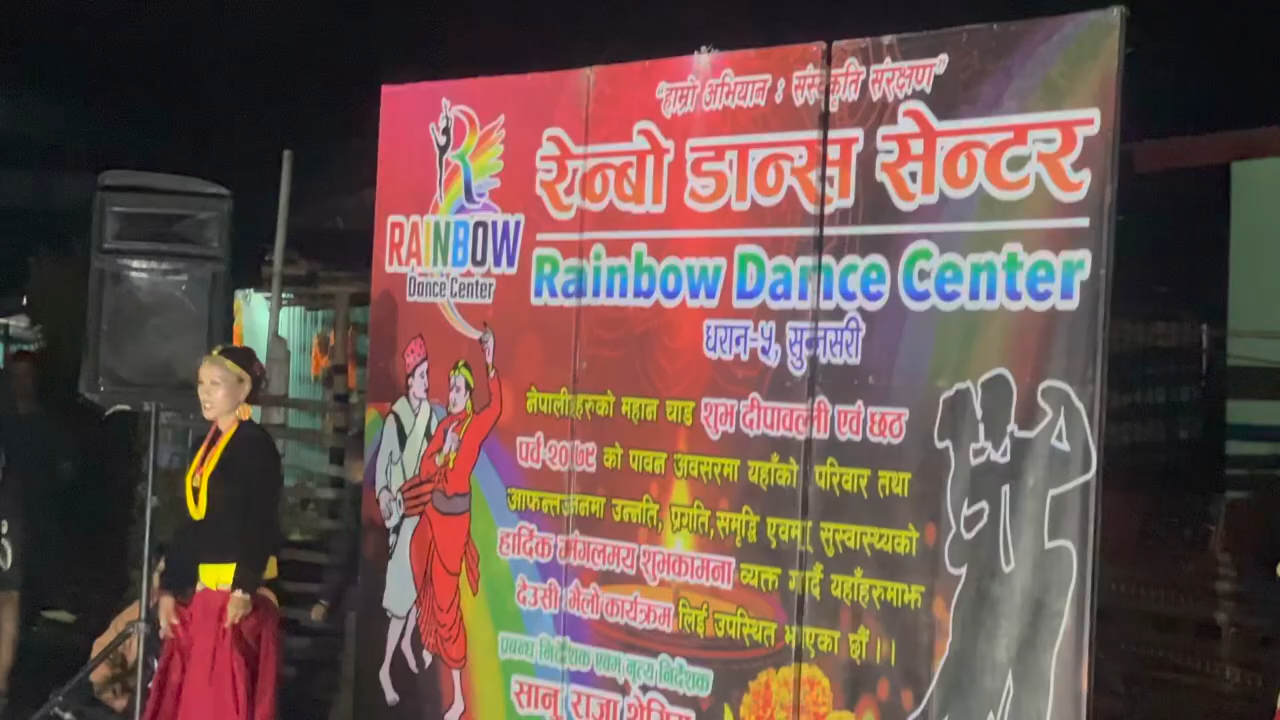 "हाम्रो अभियान : संस्कृति संरक्षण"
RAINBOW
Dance Center
रेन्बो डान्स सेन्टर
Rainbow Dance Center
धरान-५, सुनसरी
नेपालीहरुको महान चाड शुभ दीपावली एवं छठ
पर्व-२०७९ को पावन अवसरमा यहाँको परिवार तथा
आफन्तजनमा उन्नति, प्रगति, समृद्धि एवम् सुस्वास्थ्यको
हार्दिक मंगलमय शुभकामना व्यक्त गर्दै यहाँहरुमाझ
देउसी भैलो कार्यक्रम लिई उपस्थित भएका छौं ।।
प्रबन्ध निर्देशक एवम् नृत्य निर्देशक
सानु राजा